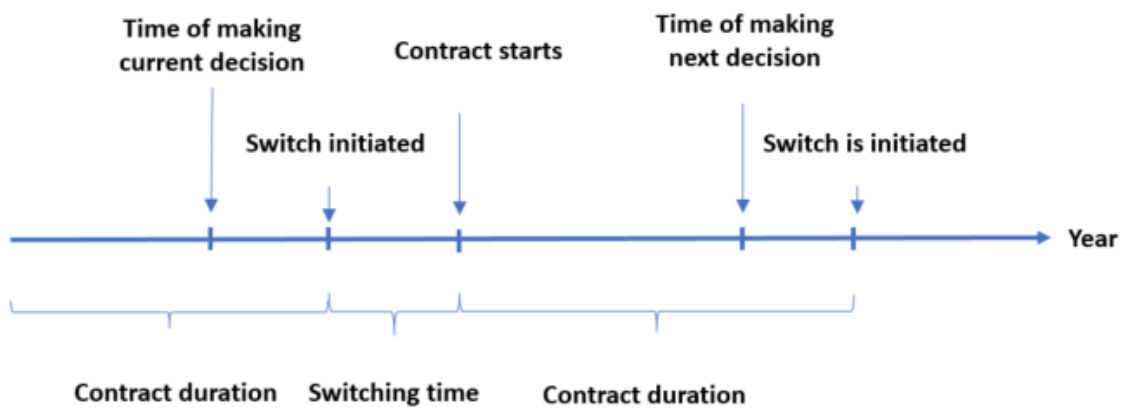 Time of making
current decision
Contract starts
Time of making
next decision
Switch initiated
Switch is initiated
Year
Contract duration
Switching time
Contract duration